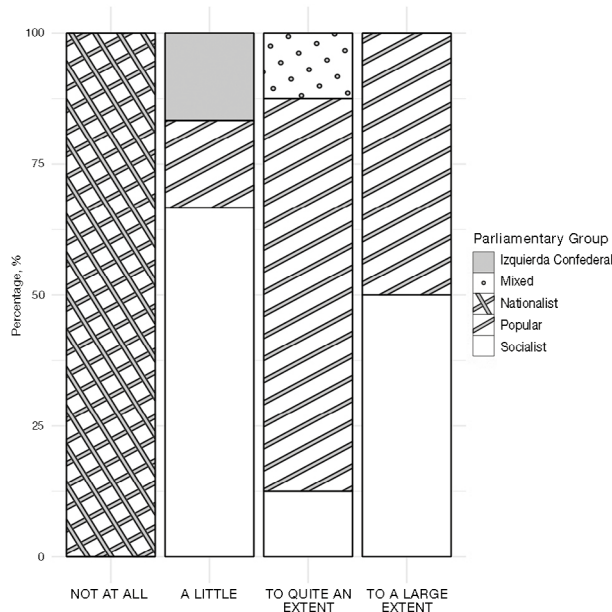 100
75
50
25
0
Percentage, %
NOT AT ALL
A LITTLE
TO QUITE AN
EXTENT
TO A LARGE
EXTENT
Parliamentary Group
Izquierda Confederal
Mixed
Nationalist
Popular
Socialist